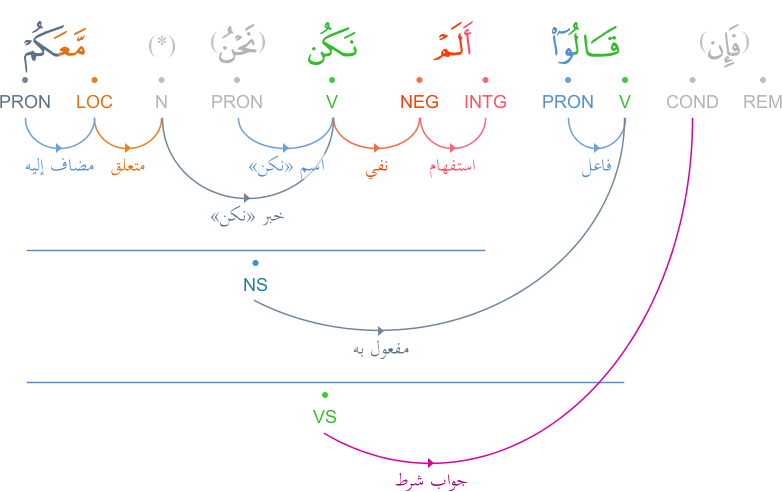 (فَإِن) قَالُوٓا۟ أَلَمْ نَكُن (نَحْنُ) (*) مَّعَكُمْ
REM COND V PRON INTG NEG V PRON N LOC PRON
فاعل استفهام نفي اسم «نكن» متعلق مضاف إليه
خبر «نكن»
NS
مفعول به
VS
جواب شرط